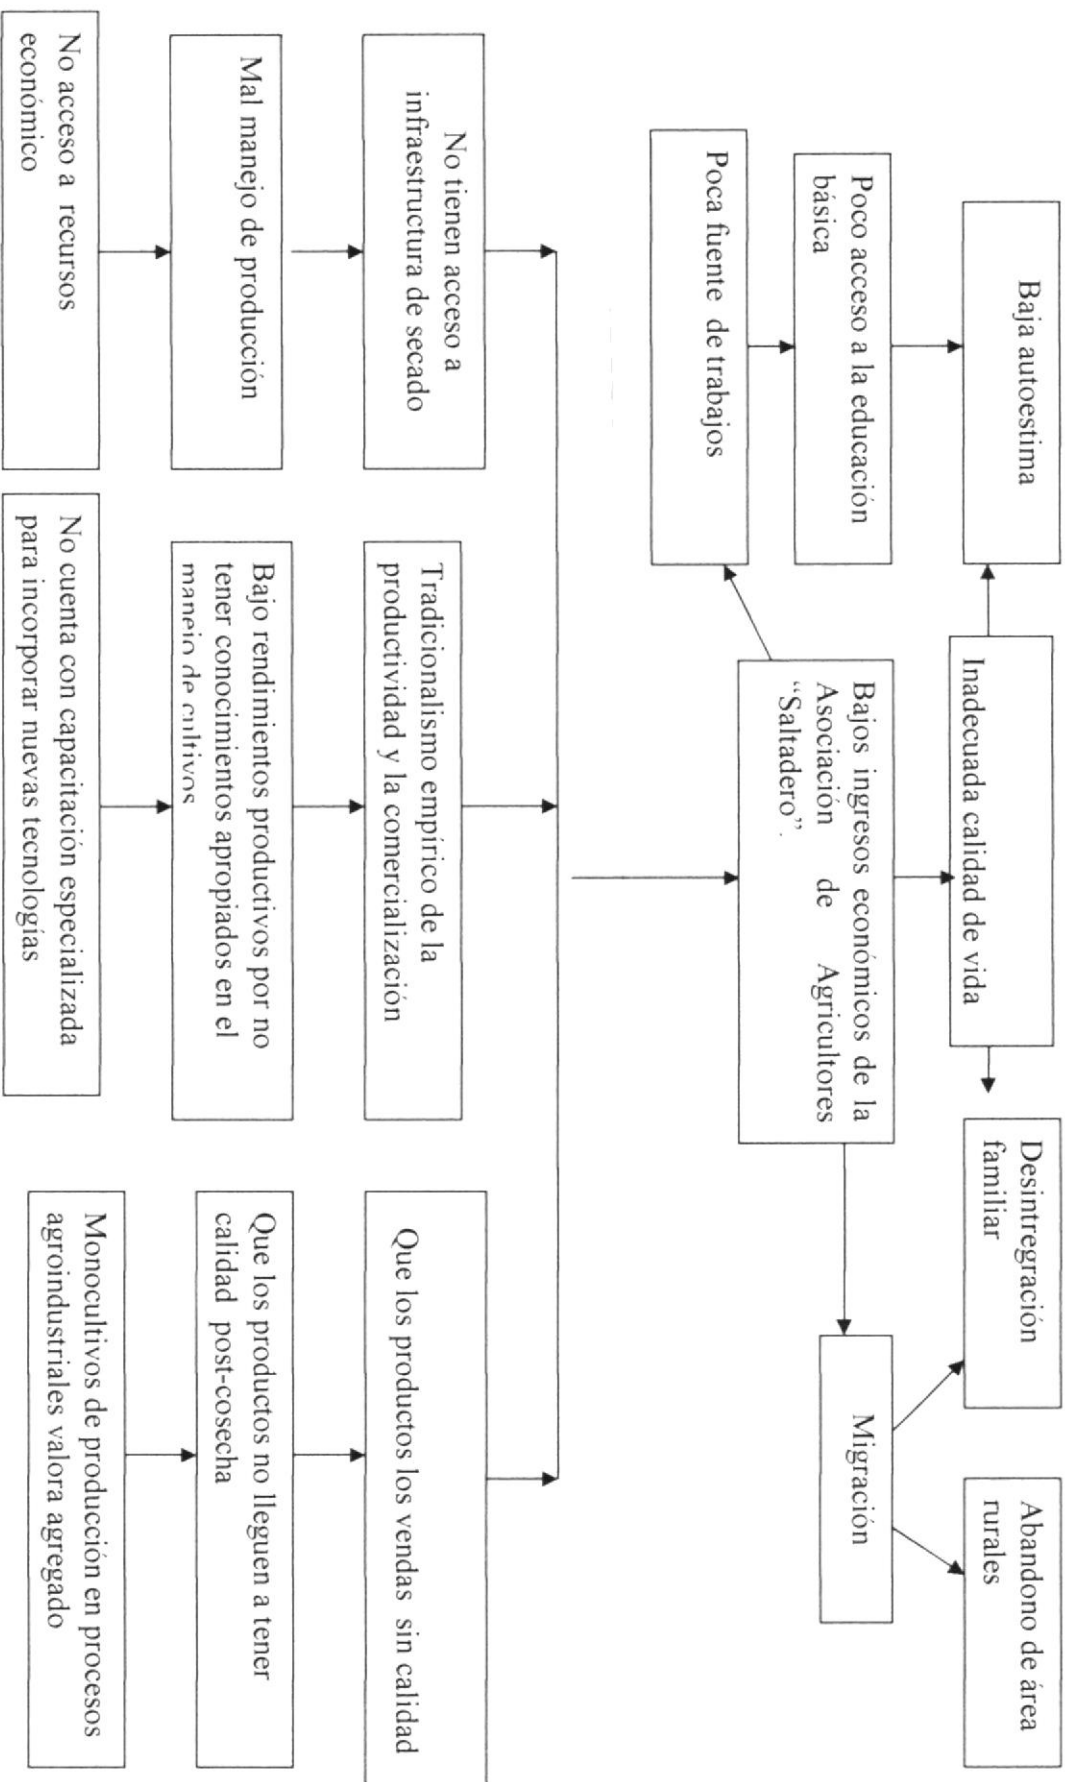 Baja autoestima
Inadecuada calidad de vida
Desintregración
familiar
Abandono de área
rurales
Poco acceso a la educación
básica
Migración
Poca fuente de trabajos
Bajos ingresos económicos de la
Asociación de Agricultores
“Saltadero”.
No tienen acceso a
infraestructura de secado
Tradicionalismo empírico de la
productividad y la comercialización
Que los productos los vendas sin calidad
Mal manejo de producción
Bajo rendimientos productivos por no
tener conocimientos apropiados en el
manejo de cultivos
Que los productos no lleguen a tener
calidad post-cosecha
No acceso a recursos
económico
No cuenta con capacitación especializada
para incorporar nuevas tecnologías
Monocultivos de producción en procesos
agroindustriales valora agregado